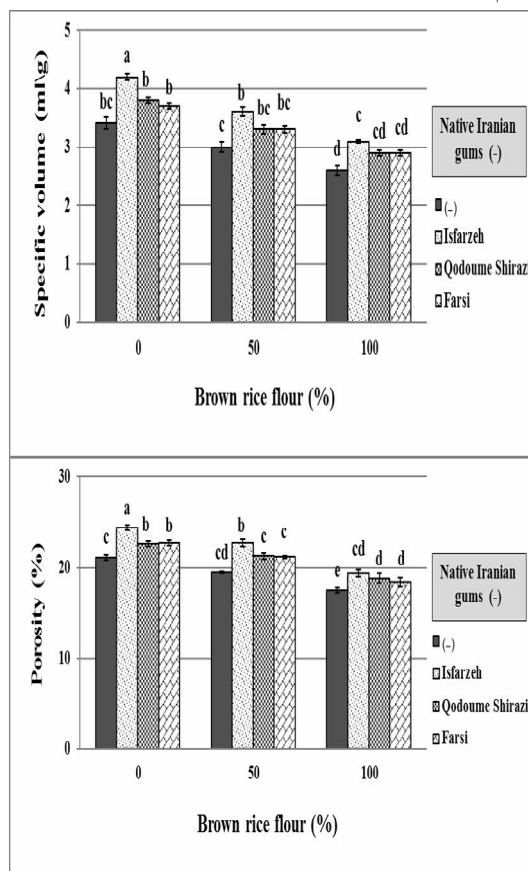 5
4
3
2
1
0
Specific volume (ml\g)
bc a b b
c b bc bc
d c cd cd
0 50 100
Brown rice flour (%)
Native Iranian
gums (-)
(-)
Isfarzeh
Qodoume Shirazi
Farsi
30
20
10
0
Porosity (%)
c a b b
cd b c c
e cd d d
0 50 100
Brown rice flour (%)
Native Iranian
gums (-)
(-)
Isfarzeh
Qodoume Shirazi
Farsi